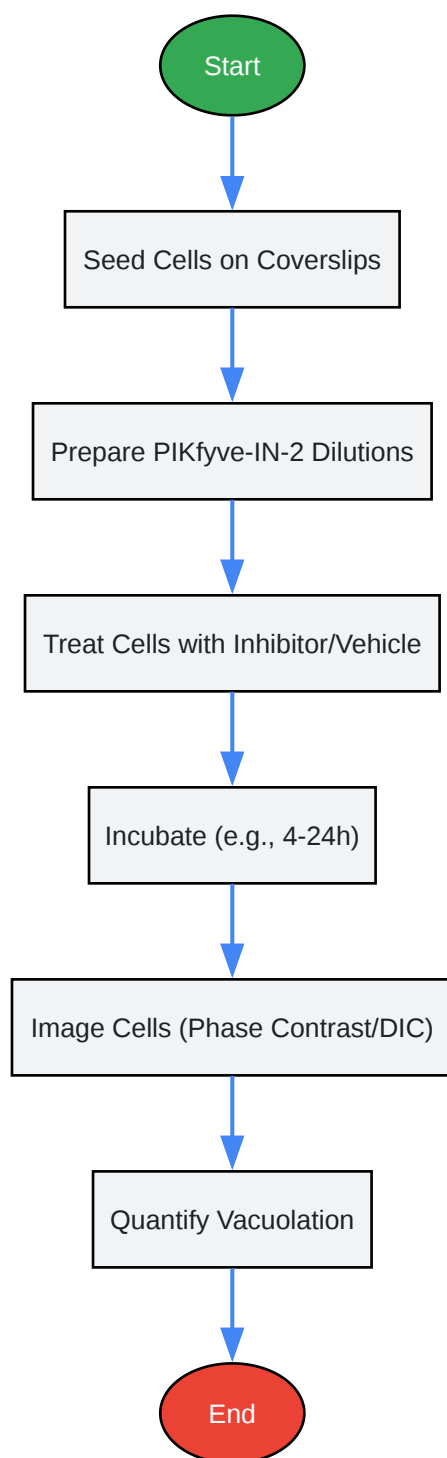 Start
Seed Cells on Coverslips
Prepare PIKfyve-IN-2 Dilutions
Treat Cells with Inhibitor/Vehicle
Incubate (e.g., 4-24h)
Image Cells (Phase Contrast/DIC)
Quantify Vacuolation
End